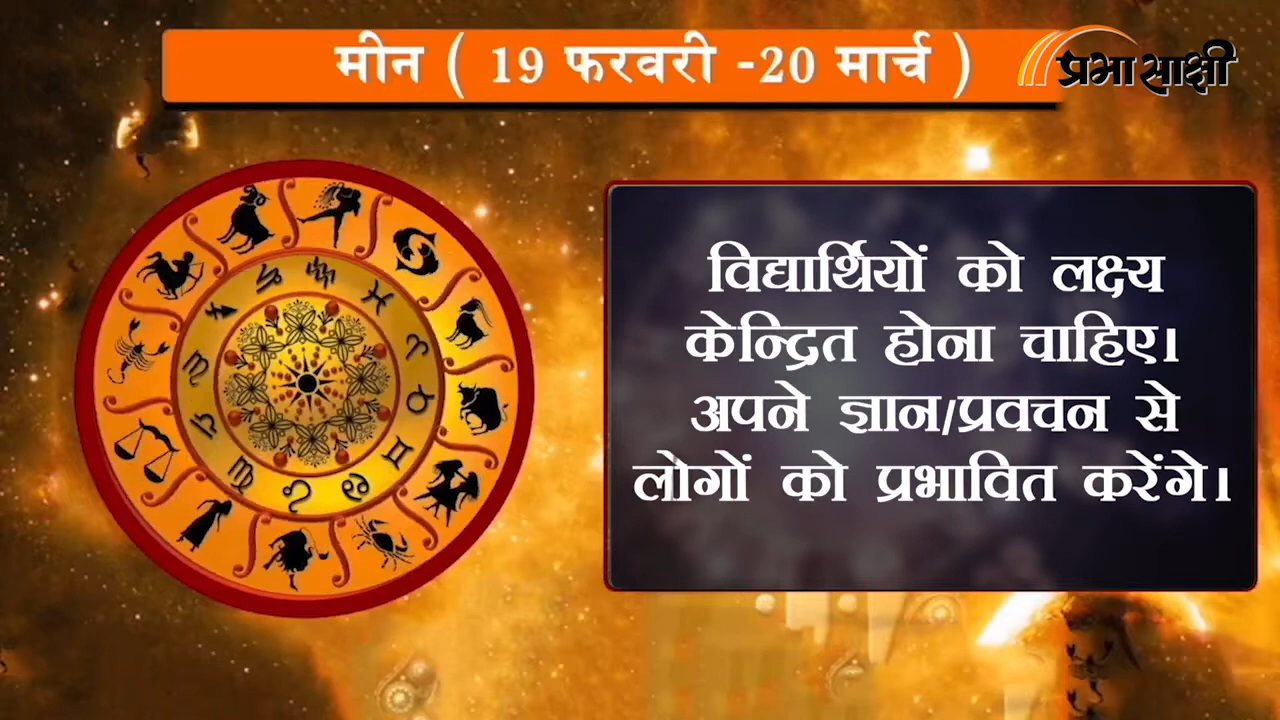 मीन ( 19 फरवरी -20 मार्च )
प्रभासाक्षी
विद्यार्थियों को लक्ष्य
केन्द्रित होना चाहिए।
अपने ज्ञान/प्रवचन से
लोगों को प्रभावित करेंगे।